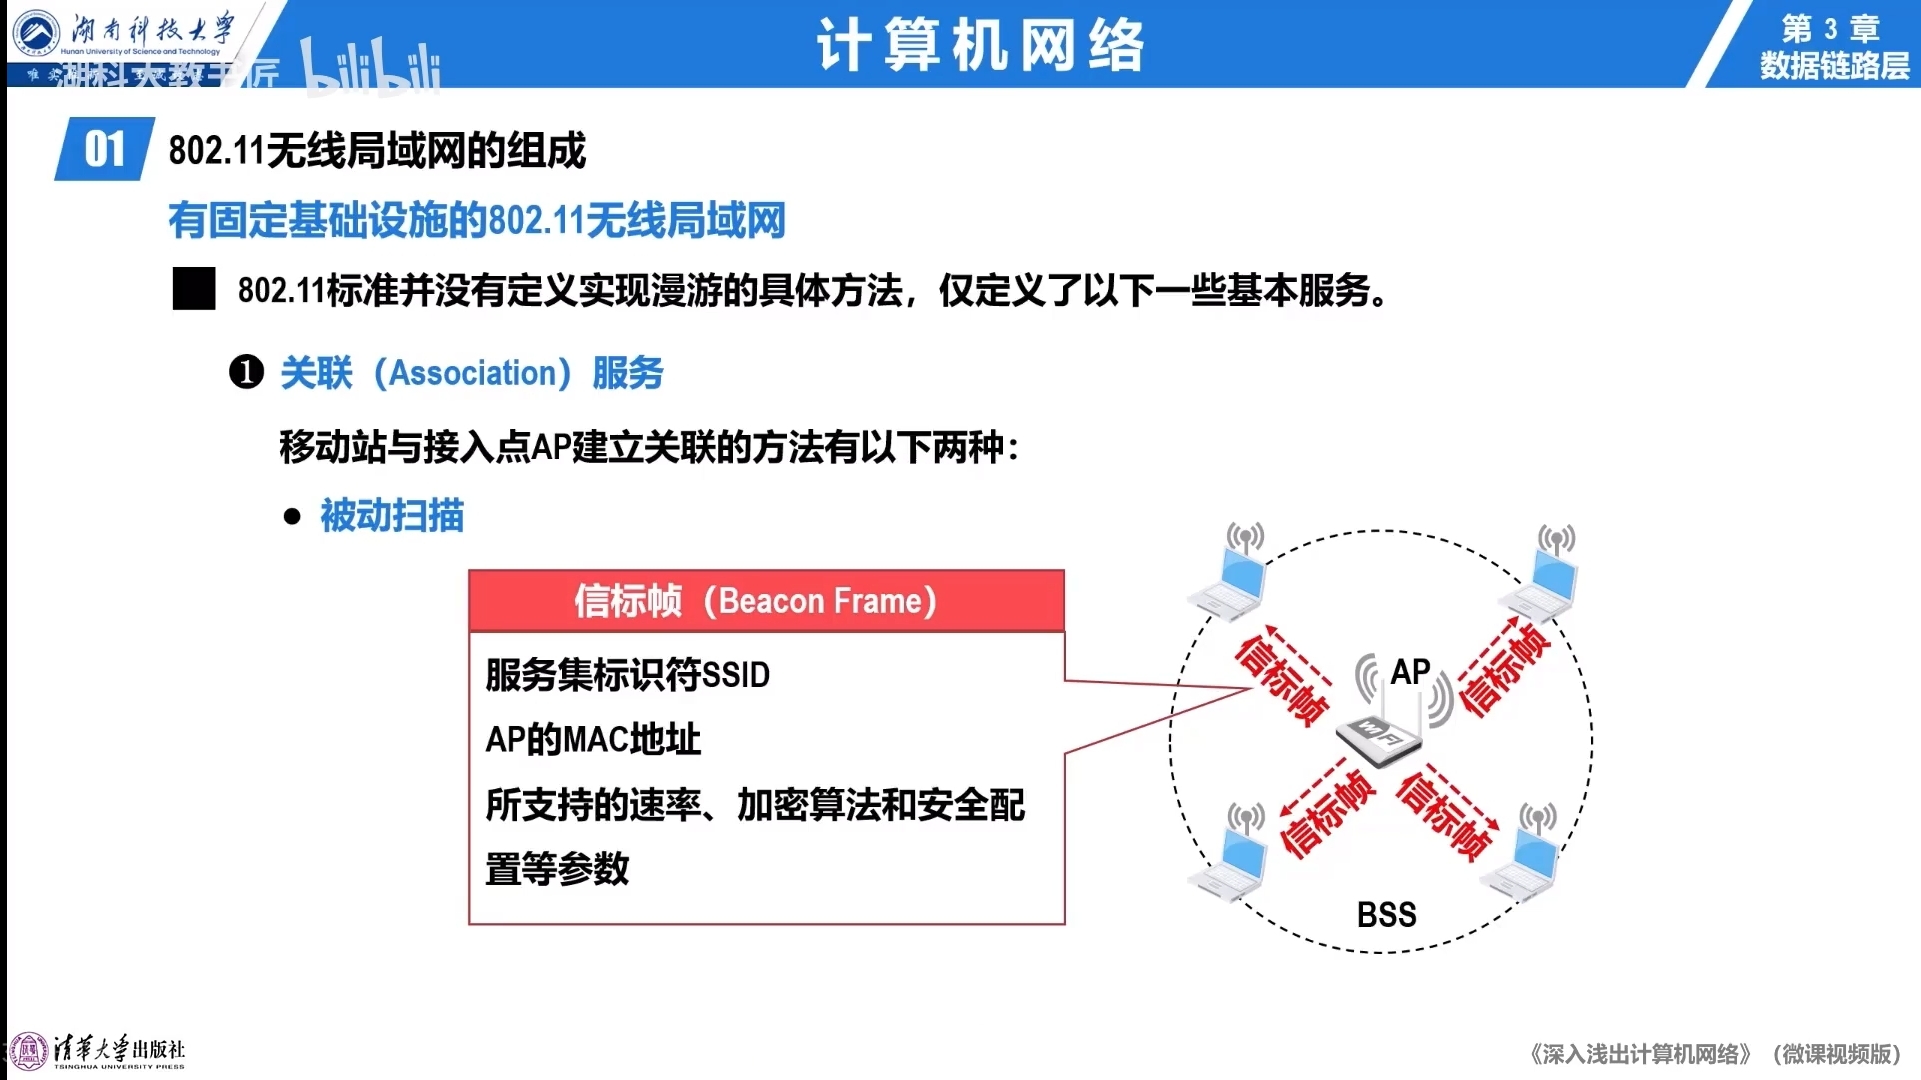 湖南科技大学
Hunan University of Science and Technology
湖科大教书匠 bilibili
计算机网络
第 3 章
数据链路层
01 802.11无线局域网的组成
有固定基础设施的802.11无线局域网
802.11标准并没有定义实现漫游的具体方法，仅定义了以下一些基本服务。
❶ 关联（Association）服务
移动站与接入点AP建立关联的方法有以下两种：
● 被动扫描
信标帧（Beacon Frame）
服务集标识符SSID
AP的MAC地址
所支持的速率、加密算法和安全配
置等参数
信标帧
信标帧
AP
WiFi
信标帧
信标帧
BSS
清华大学出版社
TSINGHUA UNIVERSITY PRESS
《深入浅出计算机网络》（微课视频版）